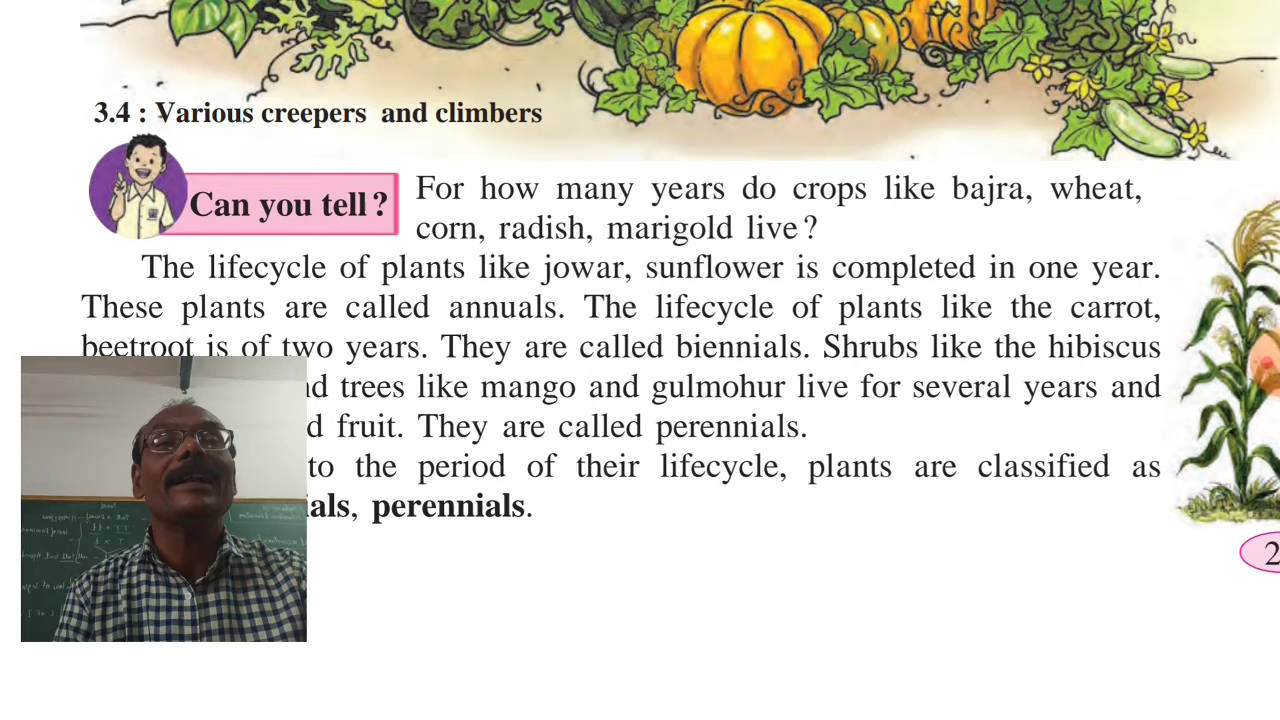 3.4 : Various creepers and climbers
Can you tell?
For how many years do crops like bajra, wheat,
corn, radish, marigold live?
The lifecycle of plants like jowar, sunflower is completed in one year.
These plants are called annuals. The lifecycle of plants like the carrot,
beetroot is of two years. They are called biennials. Shrubs like the hibiscus
trees like mango and gulmohur live for several years and
fruit. They are called perennials.
to the period of their lifecycle, plants are classified as
perennials.
2